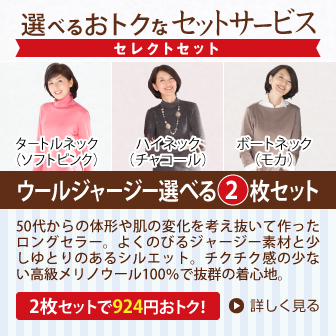 選べるおトクなセットサービス
セレクトセット
タートルネック
(ソフトピンク)
ハイネック
(チャコール)
ボートネック
(モカ)
ウールジャージー選べる2枚セット
50代からの体形や肌の変化を考え抜いて作った
ロングセラー。よくのびるジャージー素材と少
しゆとりのあるシルエット。チクチク感の少な
い高級メリノウール100%で抜群の着心地。
2枚セットで924円おトク!
詳しく見る